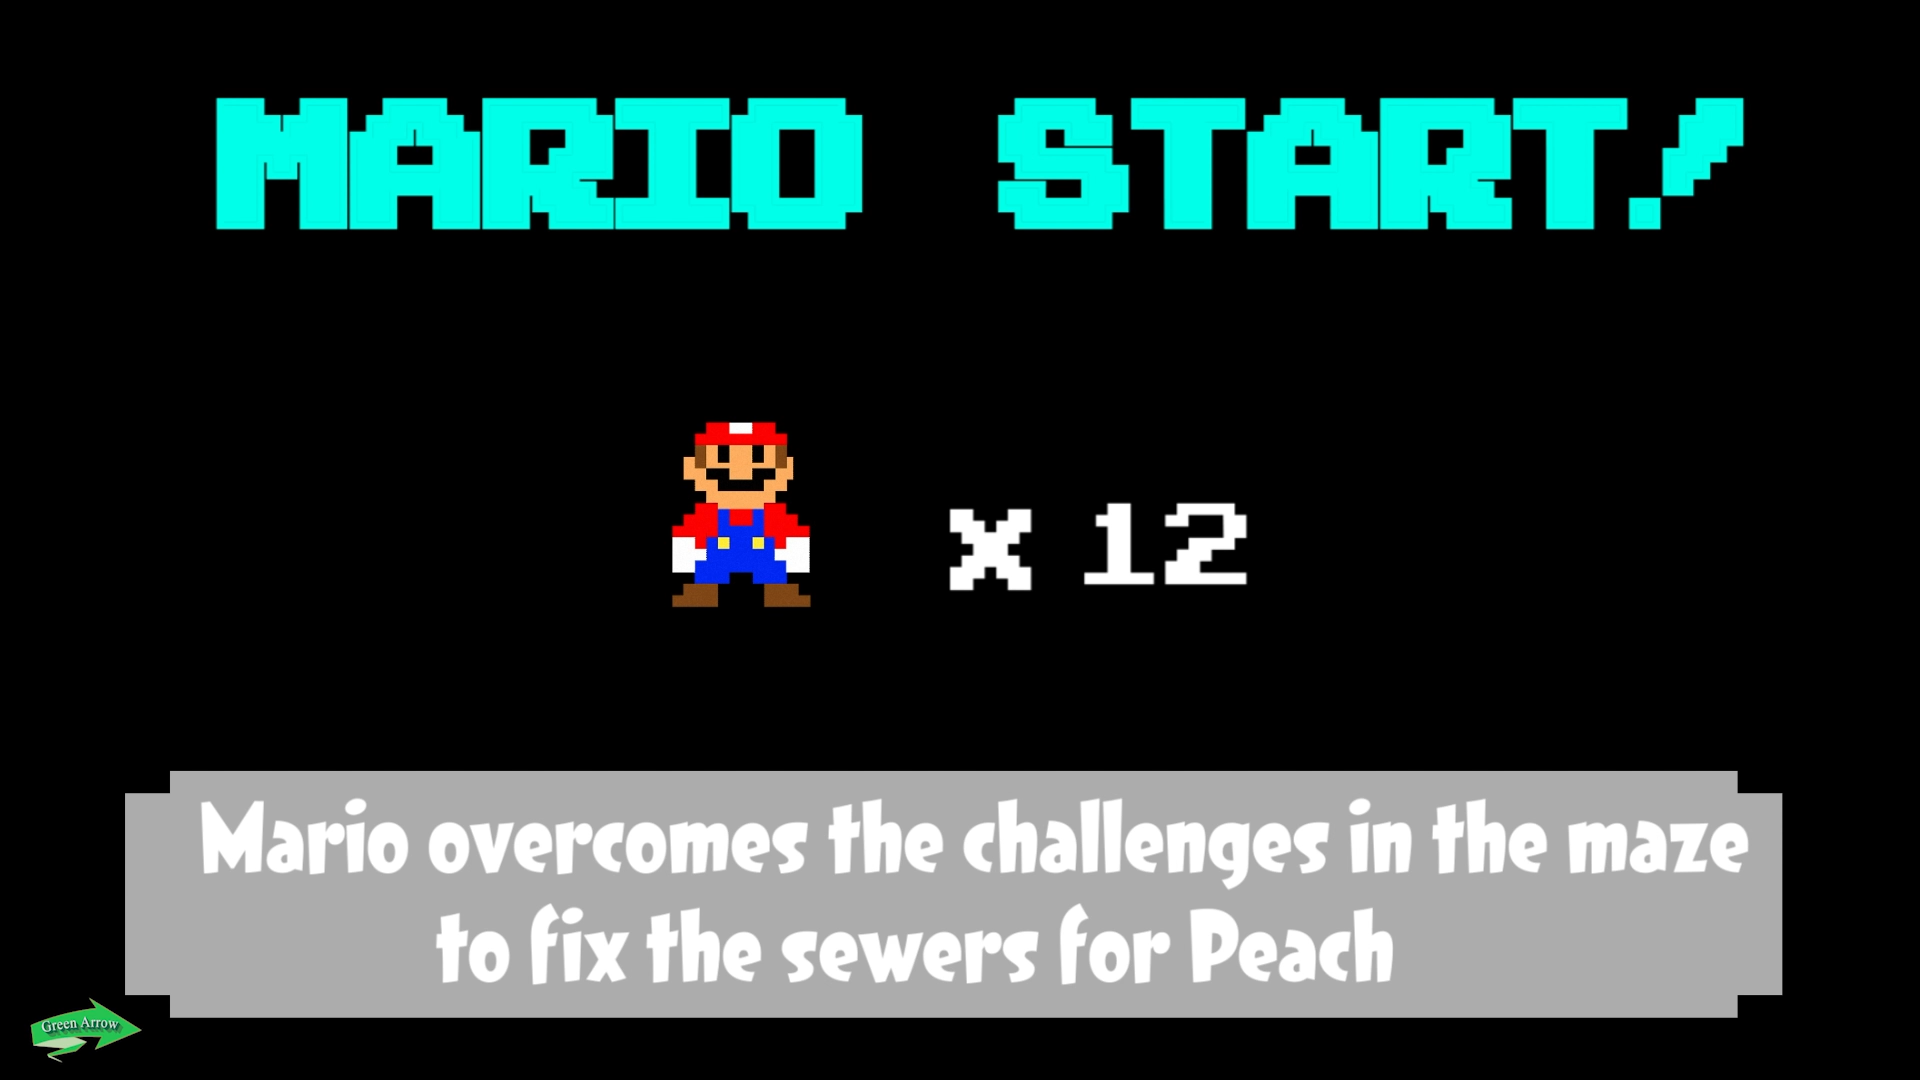 MARIO START!
x 12
Mario overcomes the challenges in the maze
to fix the sewers for Peach
Green Arrow